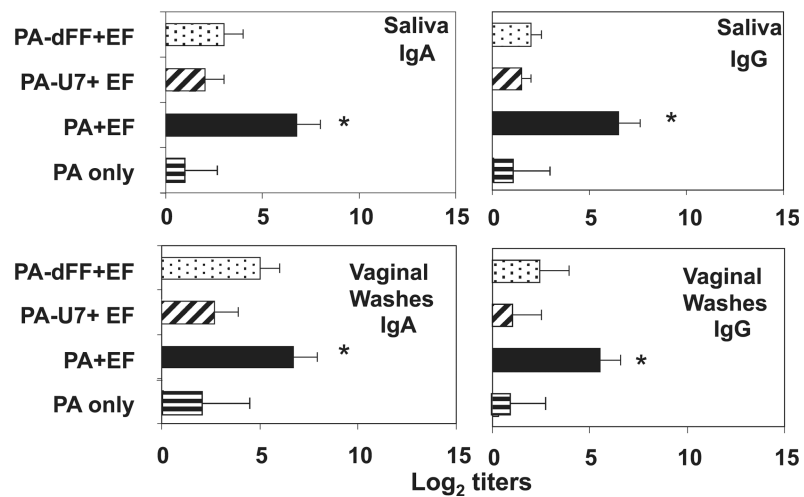 PA-dFF+EF
PA-U7+ EF
PA+EF
PA only
Saliva
IgA
*
0 5 10 15
Saliva
IgG
*
0 5 10 15
PA-dFF+EF
PA-U7+ EF
PA+EF
PA only
Vaginal
Washes
IgA
*
0 5 10 15
Vaginal
Washes
IgG
*
0 5 10 15
Log₂ titers